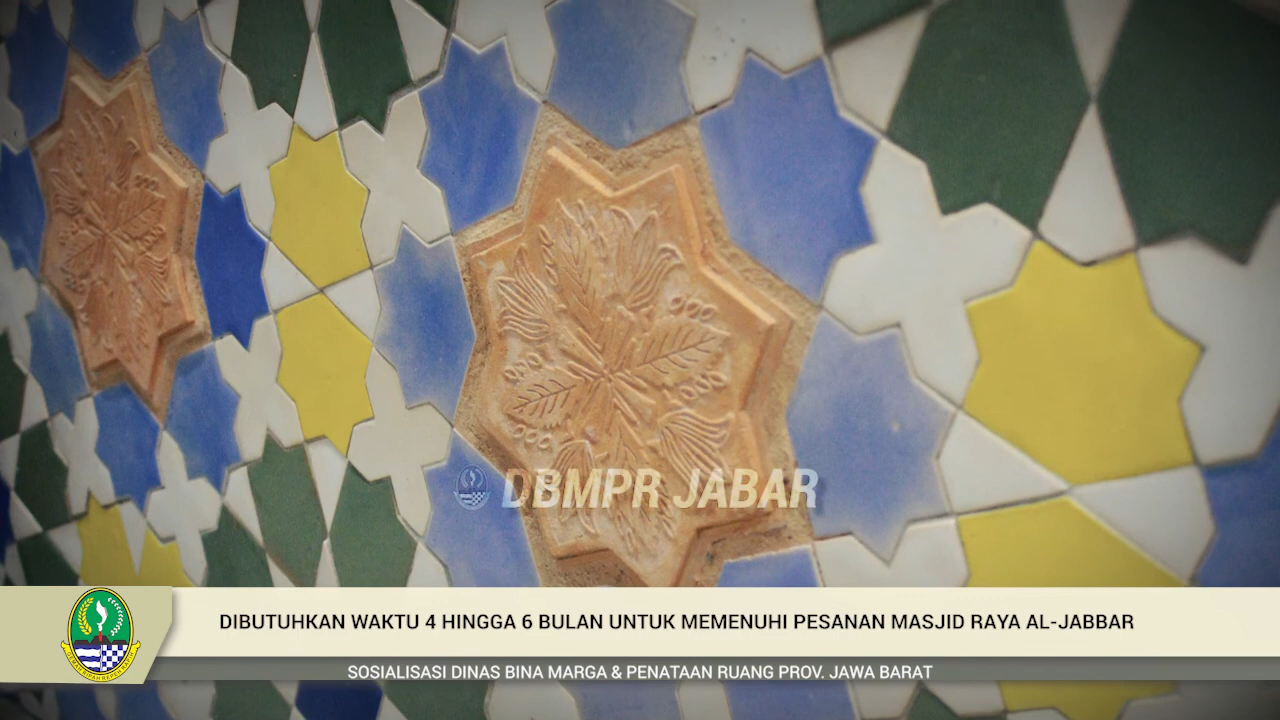 DBMPR JABAR
DIBUTUHKAN WAKTU 4 HINGGA 6 BULAN UNTUK MEMENUHI PESANAN MASJID RAYA AL-JABBAR
SOSIALISASI DINAS BINA MARGA & PENATAAN RUANG PROV. JAWA BARAT